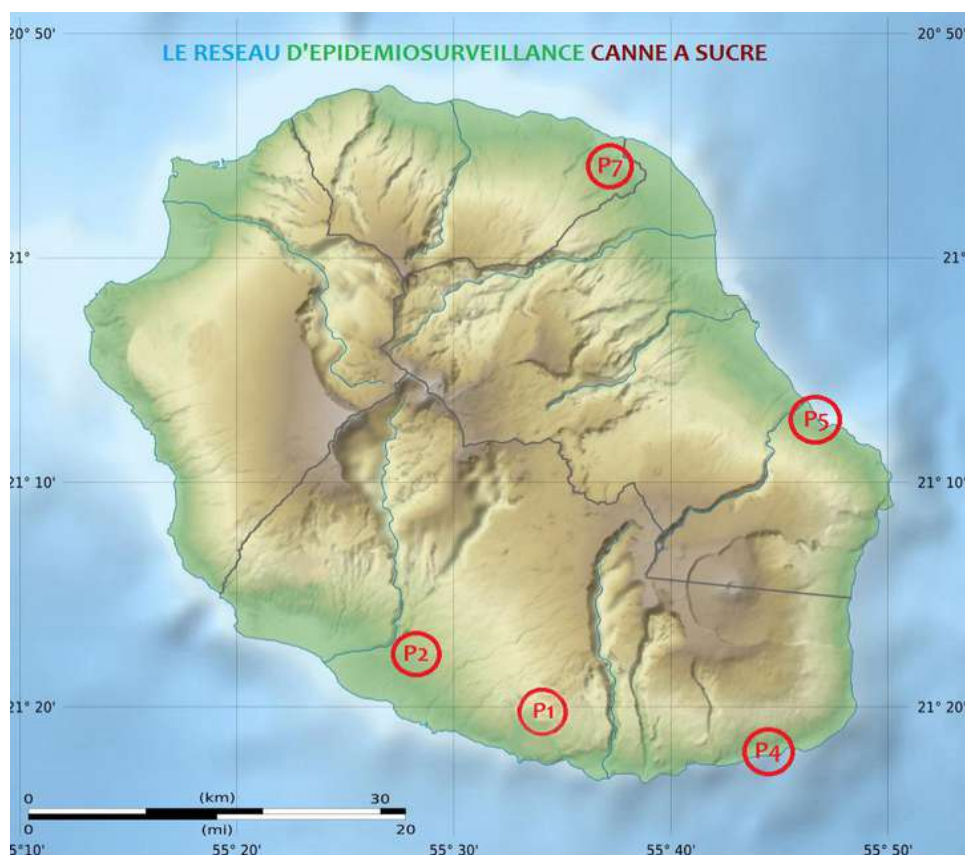 20° 50'
20° 50'
LE RESEAU D'EPIDEMIOSURVEILLANCE CANNE A SUCRE
P7
21°
21°
P5
21° 10'
21° 10'
P2
21° 20'
P1
21° 20'
P4
0 (km) 30
0 (mi) 20
5° 10'
55° 20'
55° 30'
55° 40'
55° 50'